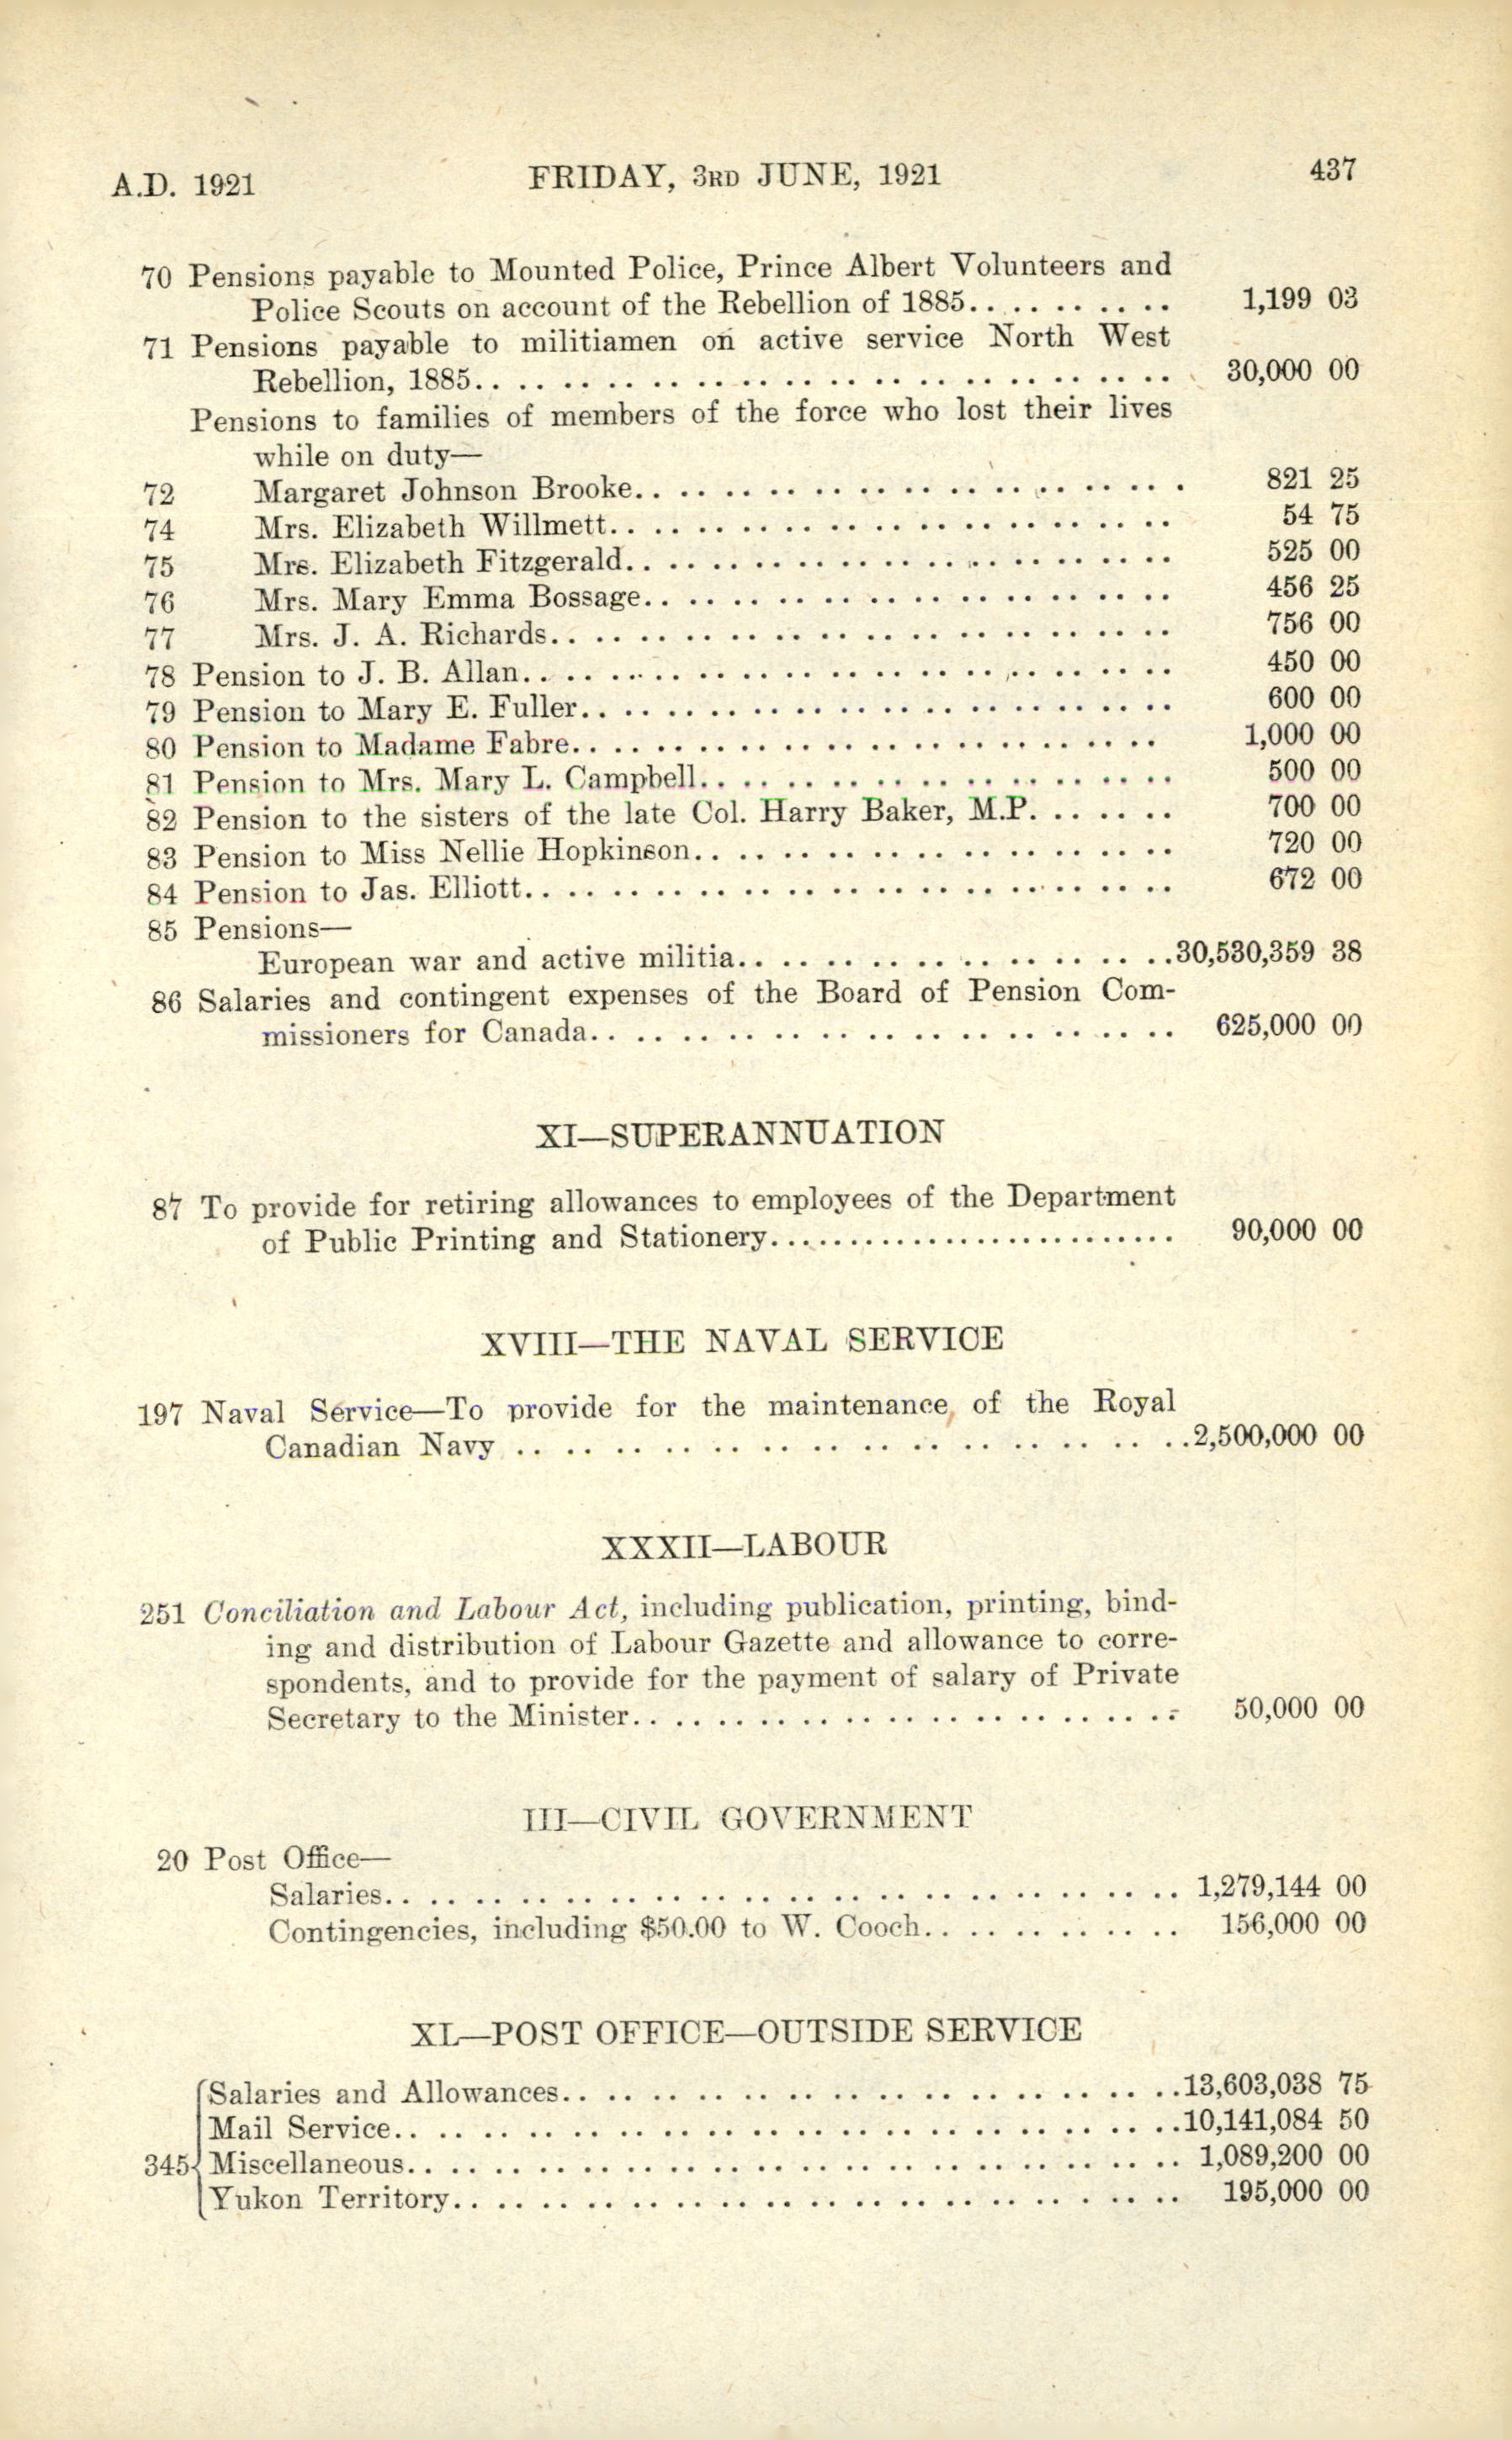 A.D. 1921 FRIDAY, 3RD JUNE, 1921 437
70 Pensions payable to Mounted Police, Prince Albert Volunteers and
Police Scouts on account of the Rebellion of 1885.. .. .. .. .. 1,199 03
71 Pensions payable to militiamen on active service North West
Rebellion, 1885.. .. .. .. .. .. .. .. .. .. .. .. .. .. .. .. 30,000 00
Pensions to families of members of the force who lost their lives
while on duty—
72 Margaret Johnson Brooke.. .. .. .. .. .. .. .. .. .. .. .. . 821 25
74 Mrs. Elizabeth Willmett.. .. .. .. .. .. .. .. .. .. .. .. .. 54 75
75 Mrs. Elizabeth Fitzgerald.. .. .. .. .. .. .. .. .. .. .. .. .. 525 00
76 Mrs. Mary Emma Bossage.. .. .. .. .. .. .. .. .. .. .. .. 456 25
77 Mrs. J. A. Richards.. .. .. .. .. .. .. .. .. .. .. .. .. .. 756 00
78 Pension to J. B. Allan.. .. .. .. .. .. .. .. .. .. .. .. .. .. .. 450 00
79 Pension to Mary E. Fuller.. .. .. .. .. .. .. .. .. .. .. .. .. .. 600 00
80 Pension to Madame Fabre.. .. .. .. .. .. .. .. .. .. .. .. .. .. 1,000 00
81 Pension to Mrs. Mary L. Campbell.. .. .. .. .. .. .. .. .. .. .. 500 00
82 Pension to the sisters of the late Col. Harry Baker, M.P. .. .. .. 700 00
83 Pension to Miss Nellie Hopkinson.. .. .. .. .. .. .. .. .. .. .. 720 00
84 Pension to Jas. Elliott.. .. .. .. .. .. .. .. .. .. .. .. .. .. .. 672 00
85 Pensions—
European war and active militia.. .. .. .. .. .. .. .. .. .. ..30,530,359 38
86 Salaries and contingent expenses of the Board of Pension Com-
missioners for Canada.. .. .. .. .. .. .. .. .. .. .. .. .. 625,000 00
XI—SUPERANNUATION
87 To provide for retiring allowances to employees of the Department
of Public Printing and Stationery............................. 90,000 00
XVIII—THE NAVAL SERVICE
197 Naval Service—To provide for the maintenance of the Royal
Canadian Navy .. .. .. .. .. .. .. .. .. .. .. .. .. .. ..2,500,000 00
XXXII—LABOUR
251 Conciliation and Labour Act, including publication, printing, bind-
ing and distribution of Labour Gazette and allowance to corre-
spondents, and to provide for the payment of salary of Private
Secretary to the Minister.. .. .. .. .. .. .. .. .. .. .. .. .. 50,000 00
III—CIVIL GOVERNMENT
20 Post Office—
Salaries.. .. .. .. .. .. .. .. .. .. .. .. .. .. .. .. .. .. 1,279,144 00
Contingencies, including $50.00 to W. Cooch.. .. .. .. .. .. 156,000 00
XL—POST OFFICE—OUTSIDE SERVICE
Salaries and Allowances.. .. .. .. .. .. .. .. .. .. .. .. .. ..13,603,038 75
Mail Service.. .. .. .. .. .. .. .. .. .. .. .. .. .. .. .. .. ..10,141,084 50
345 Miscellaneous.. .. .. .. .. .. .. .. .. .. .. .. .. .. .. .. .. .. 1,089,200 00
Yukon Territory.. .. .. .. .. .. .. .. .. .. .. .. .. .. .. .. .. 195,000 00